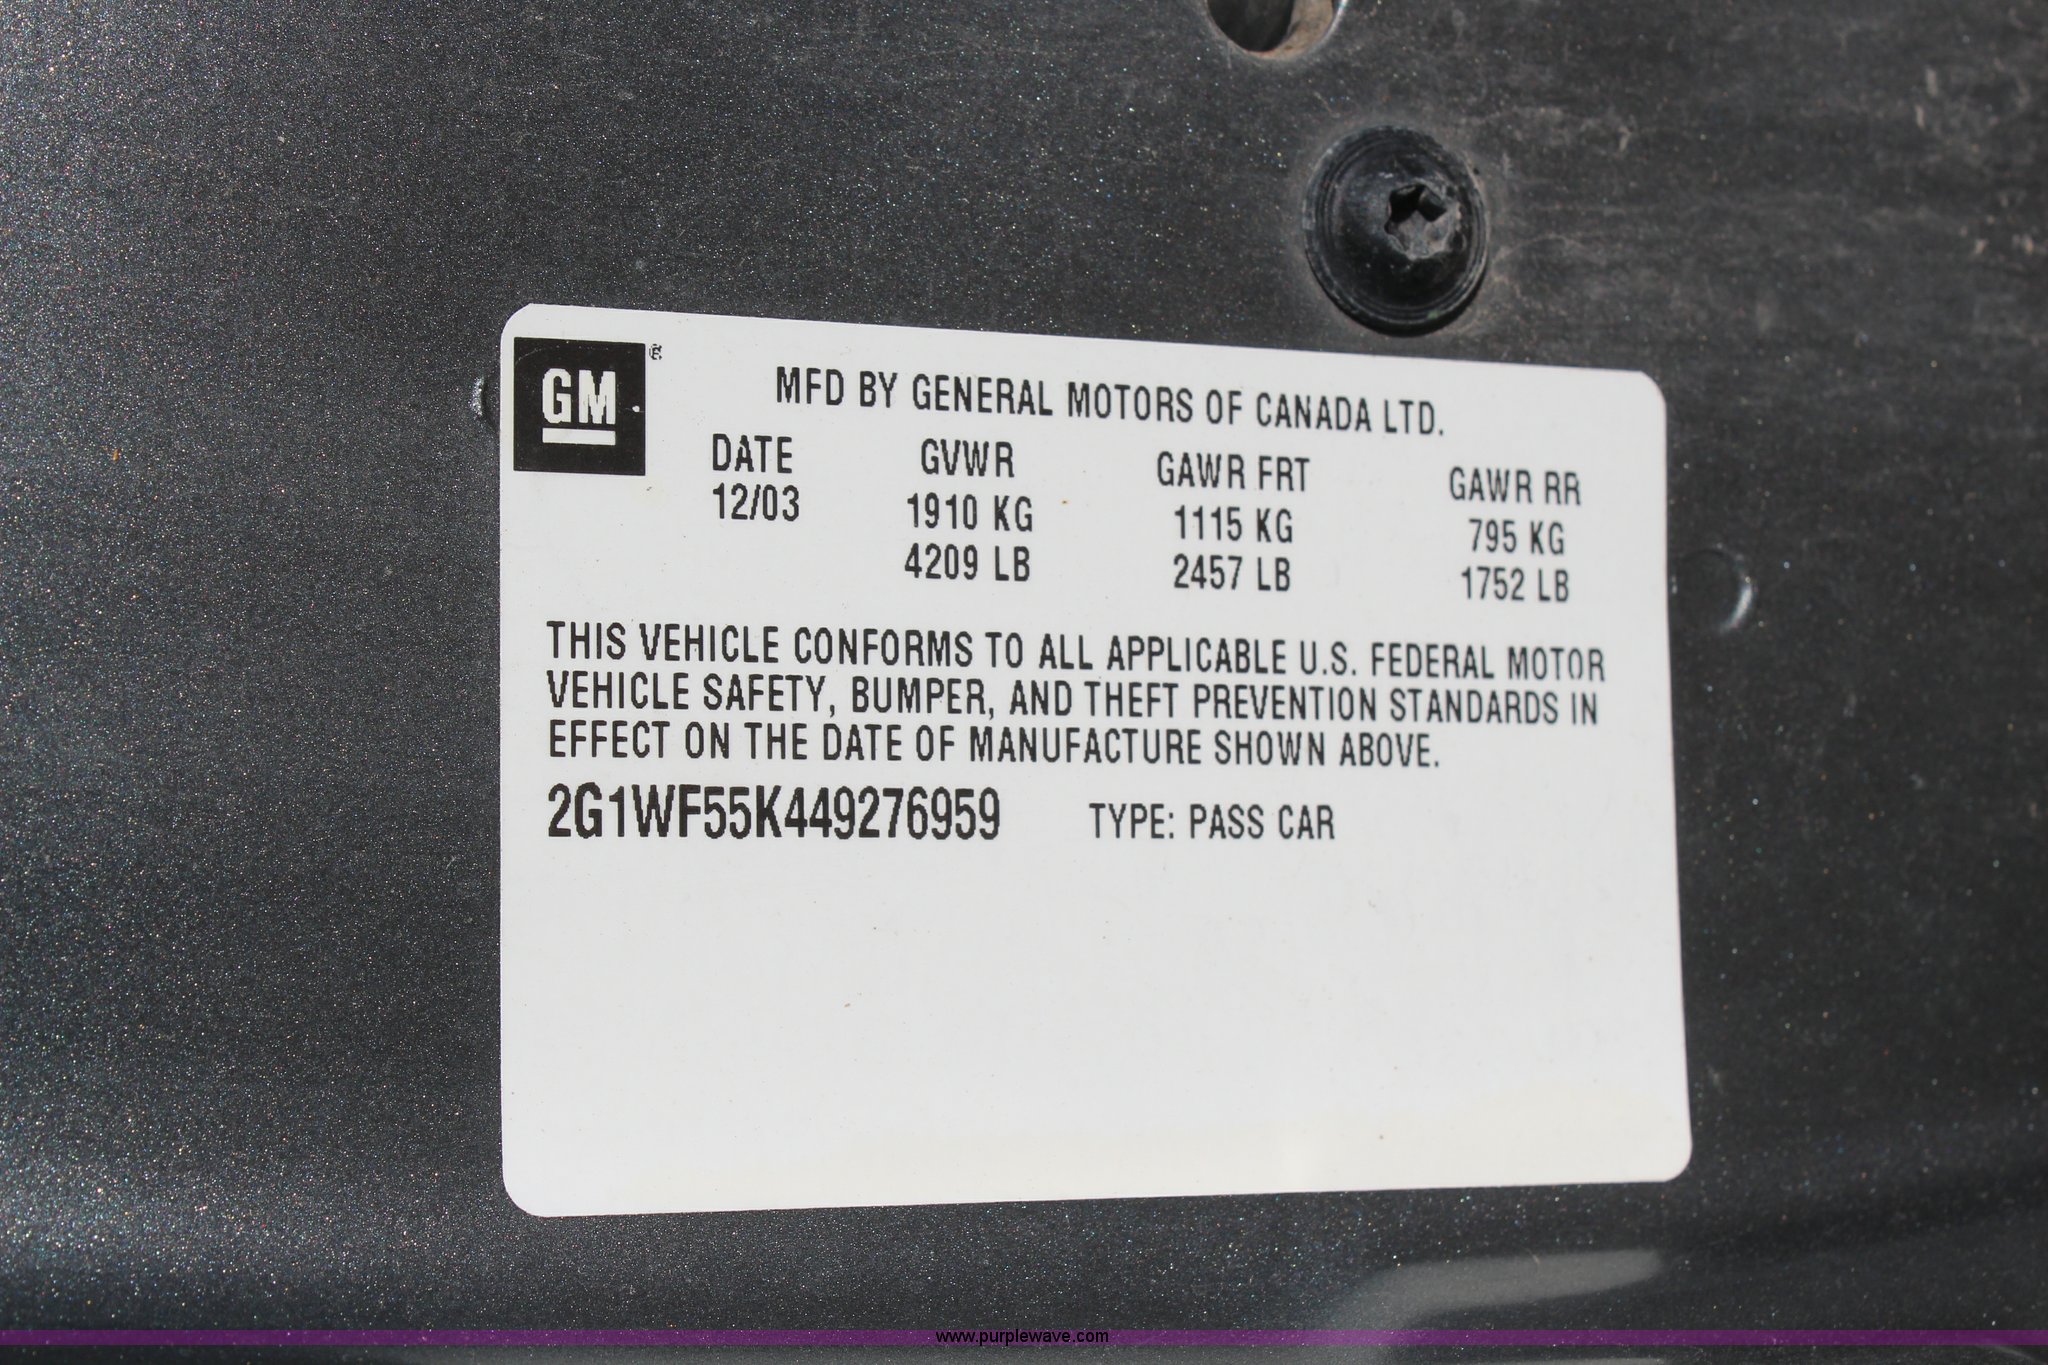 GM®
MFD BY GENERAL MOTORS OF CANADA LTD.
DATE GVWR GAWR FRT GAWR RR
12/03 1910 KG 1115 KG 795 KG
4209 LB 2457 LB 1752 LB
THIS VEHICLE CONFORMS TO ALL APPLICABLE U.S. FEDERAL MOTOR
VEHICLE SAFETY, BUMPER, AND THEFT PREVENTION STANDARDS IN
EFFECT ON THE DATE OF MANUFACTURE SHOWN ABOVE.
2G1WF55K449276959 TYPE: PASS CAR
www.purplewave.com